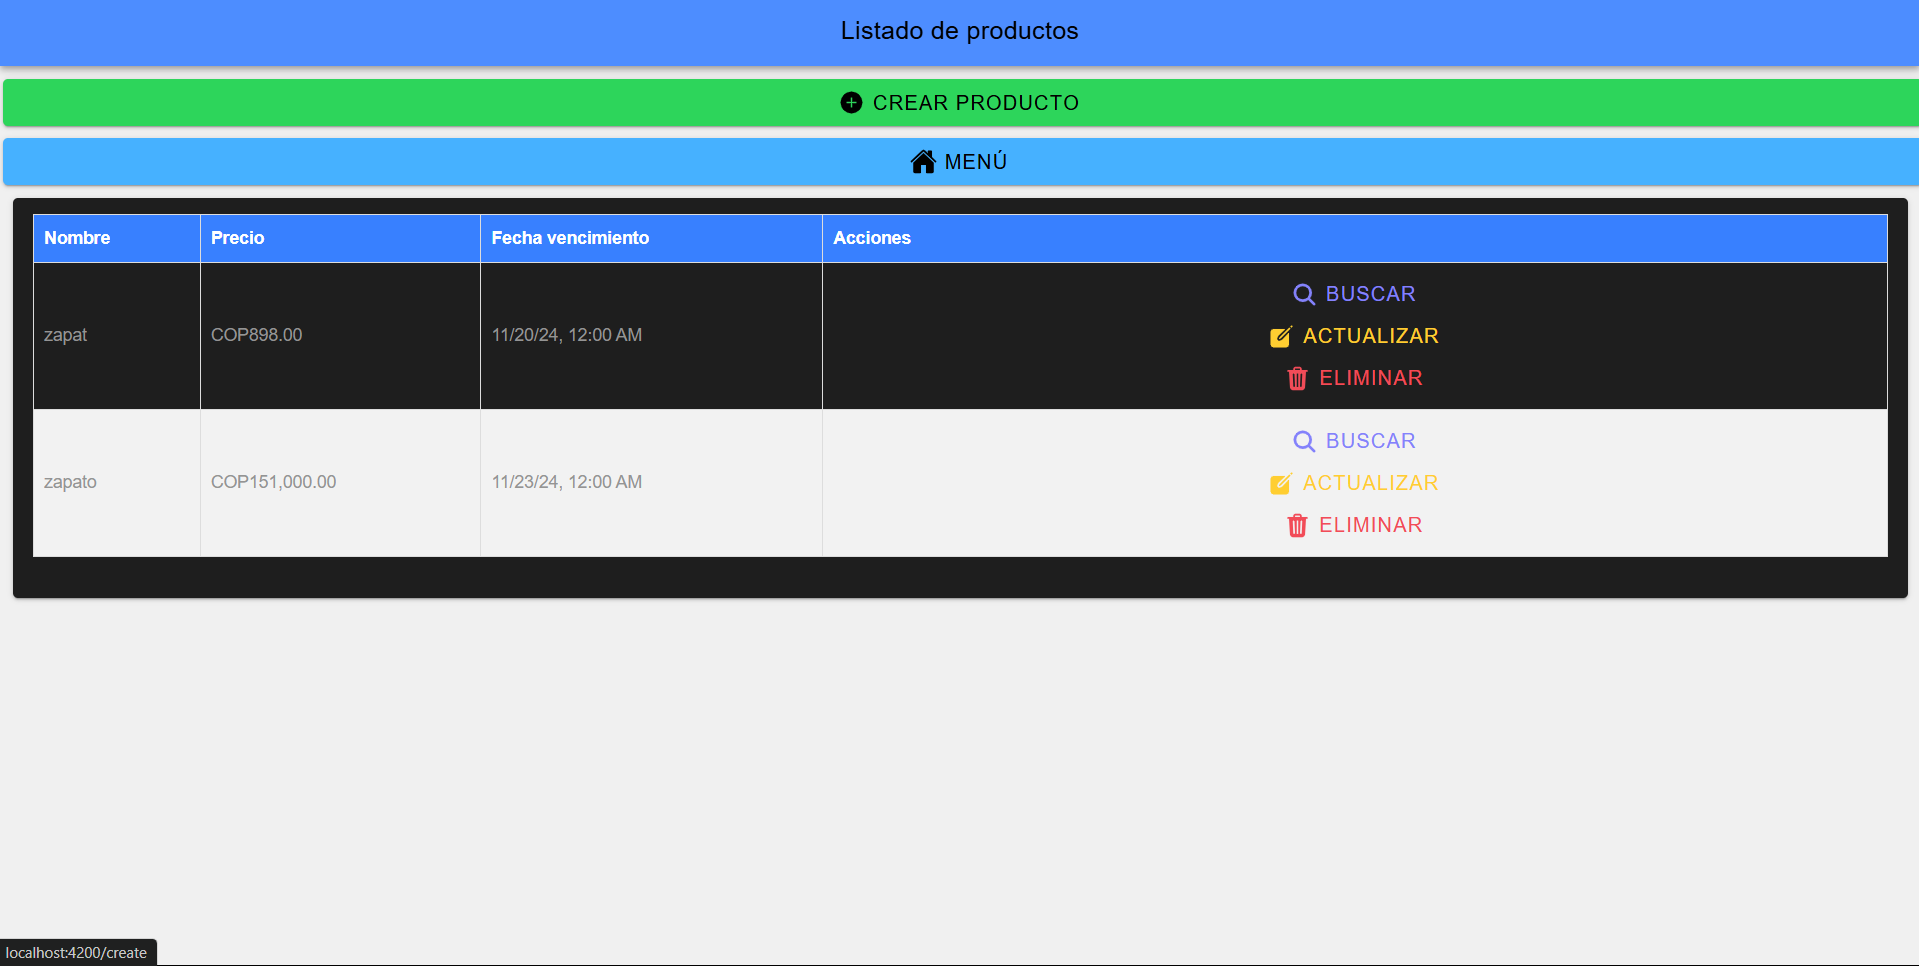 Listado de productos
CREAR PRODUCTO
MENÚ
Nombre Precio Fecha vencimiento Acciones
zapat COP898.00 11/20/24, 12:00 AM
BUSCAR
ACTUALIZAR
ELIMINAR
zapato COP151,000.00 11/23/24, 12:00 AM
BUSCAR
ACTUALIZAR
ELIMINAR
localhost:4200/create